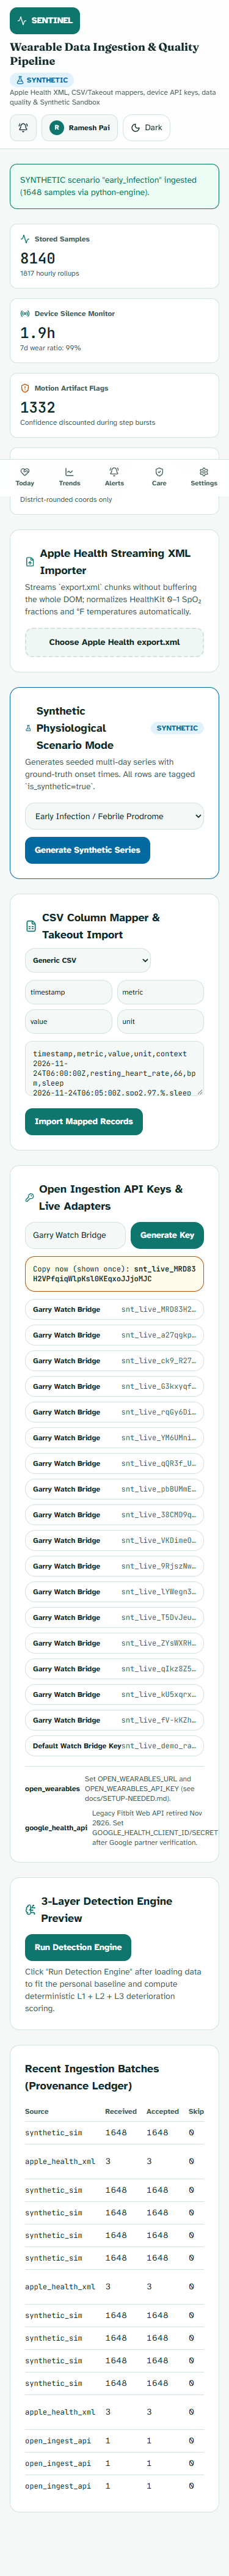 SENTINEL
Wearable Data Ingestion & Quality
Pipeline
SYNTHETIC
Apple Health XML, CSV/Takeout mappers, device API keys, data
quality & Synthetic Sandbox
R Ramesh Pai
Dark
SYNTHETIC scenario "early_infection" ingested
(1648 samples via python-engine).
Stored Samples
8140
1817 hourly rollups
Device Silence Monitor
1.9h
7d wear ratio: 99%
Motion Artifact Flags
1332
Confidence discounted during step bursts
Today Trends Alerts Care Settings
District-rounded coords only
Apple Health Streaming XML
Importer
Streams `export.xml` chunks without buffering
the whole DOM; normalizes HealthKit 0–1 SpO₂
fractions and °F temperatures automatically.
Choose Apple Health export.xml
Synthetic
Physiological
Scenario Mode
SYNTHETIC
Generates seeded multi-day series with
ground-truth onset times. All rows are tagged
`is_synthetic=true`.
Early Infection / Febrile Prodrome
Generate Synthetic Series
CSV Column Mapper &
Takeout Import
Generic CSV
timestamp metric
value unit
timestamp,metric,value,unit,context
2026-11-
24T06:00:00Z,resting_heart_rate,66,bp
m,sleep
2026-11-24T06:05:00Z,spo2,97,%,sleep
Import Mapped Records
Open Ingestion API Keys &
Live Adapters
Garry Watch Bridge Generate Key
Copy now (shown once): snt_live_MRD83
H2VPfqiqWlpKsl0KEqxoJJjoMJC
Garry Watch Bridge snt_live_MRD83H2…
Garry Watch Bridge snt_live_a27qgkp…
Garry Watch Bridge snt_live_ck9_R27…
Garry Watch Bridge snt_live_G3kxyqf…
Garry Watch Bridge snt_live_rqGy6Di…
Garry Watch Bridge snt_live_YM6UMni…
Garry Watch Bridge snt_live_qQR3f_U…
Garry Watch Bridge snt_live_pbBUMmE…
Garry Watch Bridge snt_live_38CMD9q…
Garry Watch Bridge snt_live_VKDimeO…
Garry Watch Bridge snt_live_9RjszNw…
Garry Watch Bridge snt_live_lYWegn3…
Garry Watch Bridge snt_live_T5DvJeu…
Garry Watch Bridge snt_live_ZYsWXRH…
Garry Watch Bridge snt_live_qIkz8Z5…
Garry Watch Bridge snt_live_kU5xqrx…
Garry Watch Bridge snt_live_fV-kKZh…
Default Watch Bridge Key snt_live_demo_ra…
open_wearables Set OPEN_WEARABLES_URL and
OPEN_WEARABLES_API_KEY (see
docs/SETUP-NEEDED.md).
google_health_api Legacy Fitbit Web API retired Nov
2026. Set
GOOGLE_HEALTH_CLIENT_ID/SECRET
after Google partner verification.
3-Layer Detection Engine
Preview
Run Detection Engine
Click "Run Detection Engine" after loading data
to fit the personal baseline and compute
deterministic L1 + L2 + L3 deterioration
scoring.
Recent Ingestion Batches
(Provenance Ledger)
Source Received Accepted Skip
synthetic_sim 1648 1648 0
apple_health_xml 3 3 0
synthetic_sim 1648 1648 0
synthetic_sim 1648 1648 0
synthetic_sim 1648 1648 0
synthetic_sim 1648 1648 0
apple_health_xml 3 3 0
synthetic_sim 1648 1648 0
synthetic_sim 1648 1648 0
synthetic_sim 1648 1648 0
synthetic_sim 1648 1648 0
apple_health_xml 3 3 0
open_ingest_api 1 1 0
open_ingest_api 1 1 0
open_ingest_api 1 1 0